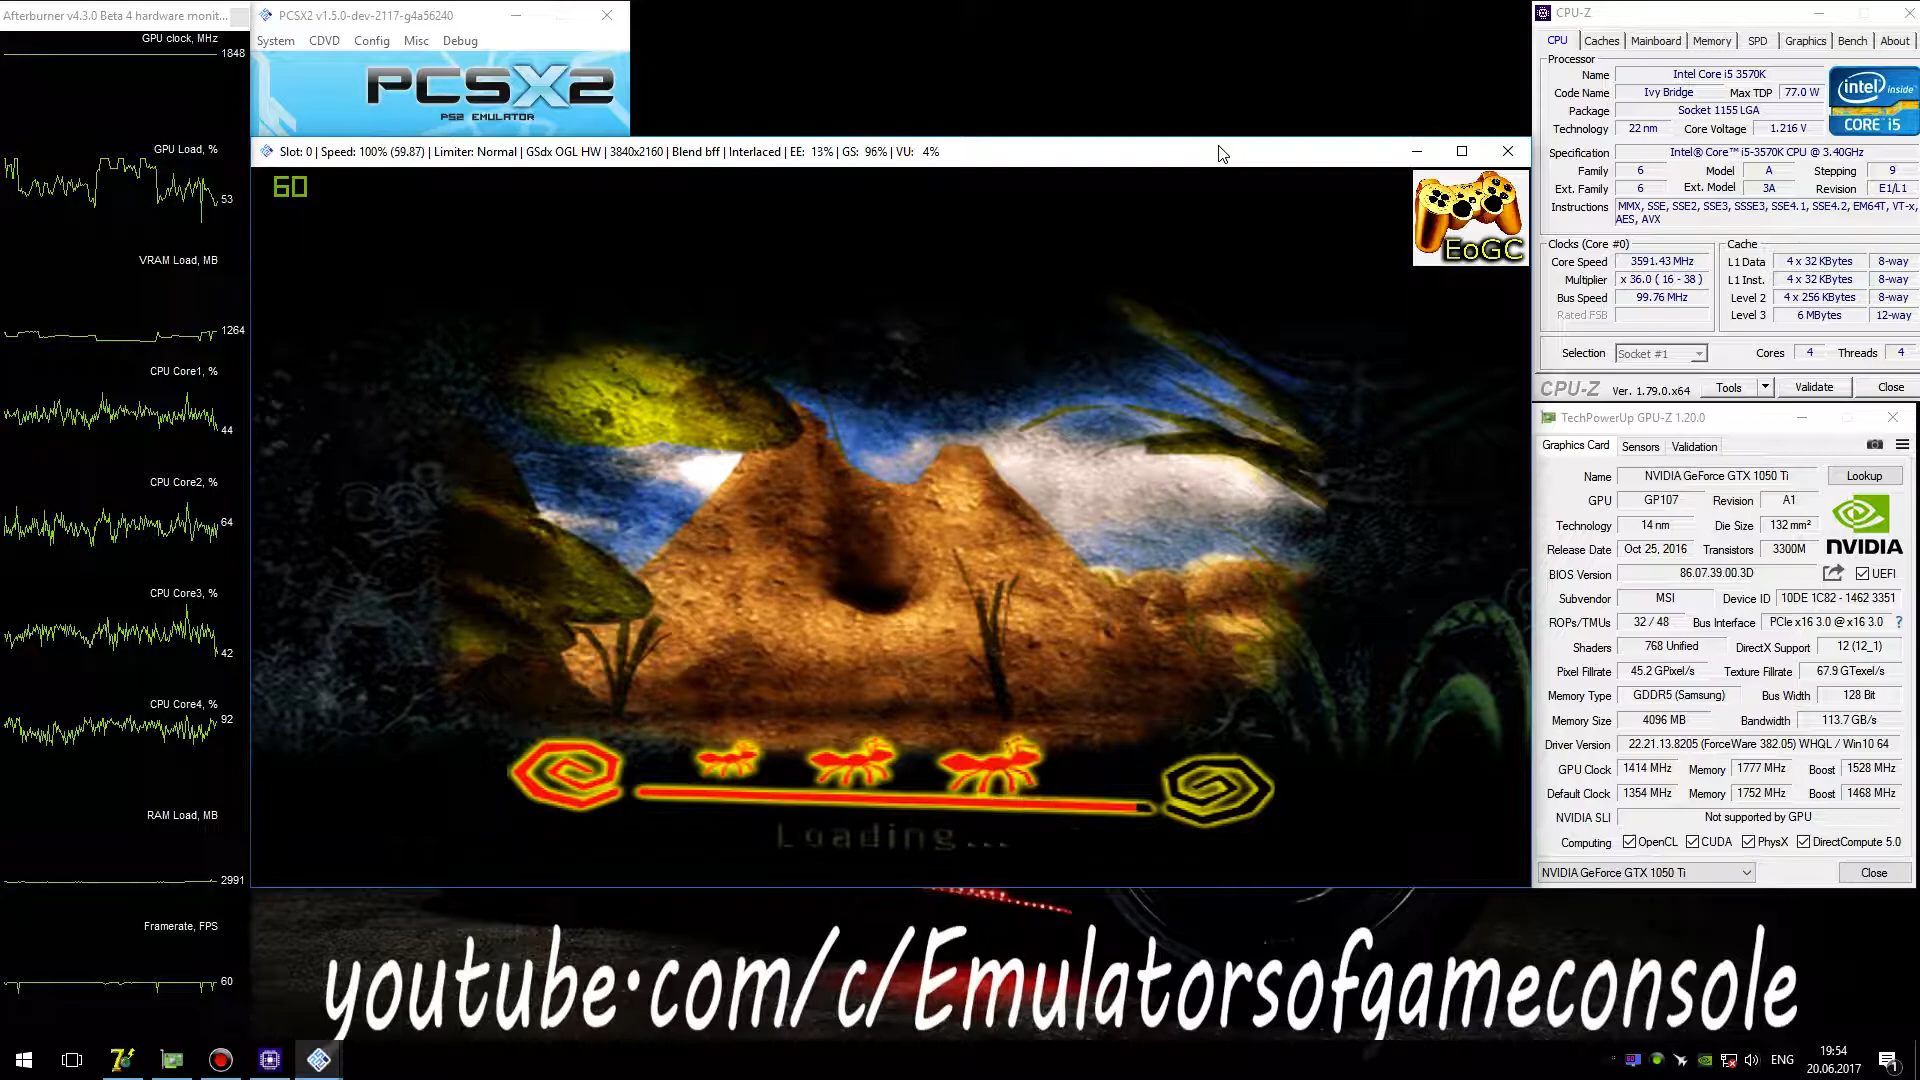 Afterburner v4.3.0 Beta 4 hardware monit...
GPU clock, MHz
1848
GPU Load, %
53
VRAM Load, MB
1264
CPU Core1, %
44
CPU Core2, %
64
CPU Core3, %
42
CPU Core4, %
92
RAM Load, MB
2991
Framerate, FPS
60
PCSX2 v1.5.0-dev-2117-g4a56240
System CDVD Config Misc Debug
PCSX2
PS2 EMULATOR
Slot: 0 | Speed: 100% (59.87) | Limiter: Normal | GSdx OGL HW | 3840x2160 | Blend bff | Interlaced | EE: 13% | GS: 96% | VU: 4%
60
EoGC
Loading...
CPU-Z
CPU Caches Mainboard Memory SPD Graphics Bench About
Processor
Name Intel Core i5 3570K
Code Name Ivy Bridge Max TDP 77.0 W
Package Socket 1155 LGA
Technology 22 nm Core Voltage 1.216 V
intel inside™
CORE i5
Specification Intel® Core™ i5-3570K CPU @ 3.40GHz
Family 6 Model A Stepping 9
Ext. Family 6 Ext. Model 3A Revision E1/L1
Instructions MMX, SSE, SSE2, SSE3, SSSE3, SSE4.1, SSE4.2, EM64T, VT-x,
AES, AVX
Clocks (Core #0)
Core Speed 3591.43 MHz
Multiplier x 36.0 ( 16 - 38 )
Bus Speed 99.76 MHz
Rated FSB
Cache
L1 Data 4 x 32 KBytes 8-way
L1 Inst. 4 x 32 KBytes 8-way
Level 2 4 x 256 KBytes 8-way
Level 3 6 MBytes 12-way
Selection Socket #1 Cores 4 Threads 4
CPU-Z Ver. 1.79.0.x64 Tools Validate Close
TechPowerUp GPU-Z 1.20.0
Graphics Card Sensors Validation
Name NVIDIA GeForce GTX 1050 Ti Lookup
GPU GP107 Revision A1
Technology 14 nm Die Size 132 mm²
Release Date Oct 25, 2016 Transistors 3300M
NVIDIA
BIOS Version 86.07.39.00.3D UEFI
Subvendor MSI Device ID 10DE 1C82 - 1462 3351
ROPs/TMUs 32 / 48 Bus Interface PCIe x16 3.0 @ x16 3.0 ?
Shaders 768 Unified DirectX Support 12 (12_1)
Pixel Fillrate 45.2 GPixel/s Texture Fillrate 67.9 GTexel/s
Memory Type GDDR5 (Samsung) Bus Width 128 Bit
Memory Size 4096 MB Bandwidth 113.7 GB/s
Driver Version 22.21.13.8205 (ForceWare 382.05) WHQL / Win10 64
GPU Clock 1414 MHz Memory 1777 MHz Boost 1528 MHz
Default Clock 1354 MHz Memory 1752 MHz Boost 1468 MHz
NVIDIA SLI Not supported by GPU
Computing OpenCL CUDA PhysX DirectCompute 5.0
NVIDIA GeForce GTX 1050 Ti Close
youtube.com/c/Emulatorsofgameconsole
ENG
19:54
20.06.2017
1